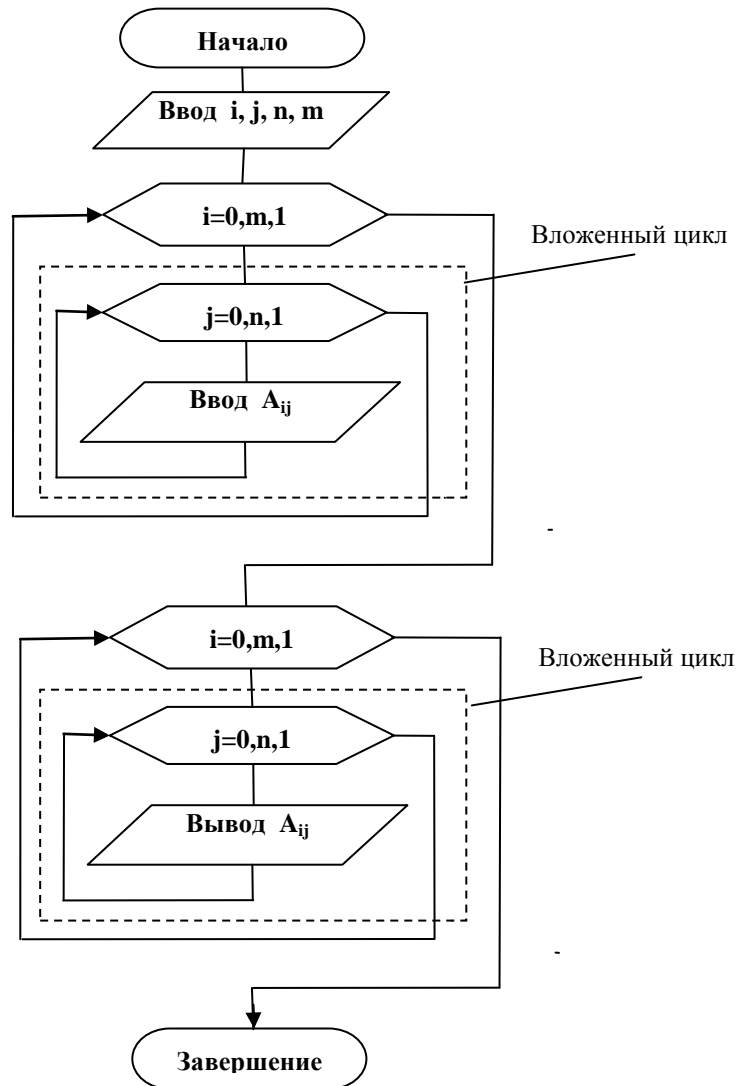 Начало
Ввод i, j, n, m
i=0,m,1
Вложенный цикл
j=0,n,1
Ввод Aij
-
i=0,m,1
Вложенный цикл
j=0,n,1
Вывод Aij
-
Завершение